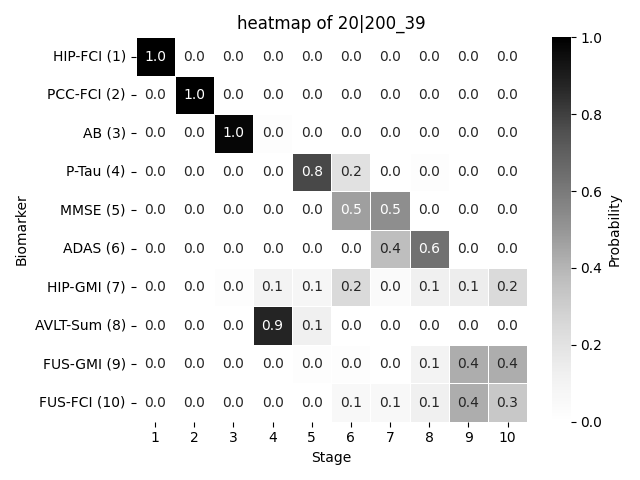 heatmap of 20|200_39
HIP-FCI (1) 1.0 0.0 0.0 0.0 0.0 0.0 0.0 0.0 0.0 0.0
PCC-FCI (2) 0.0 1.0 0.0 0.0 0.0 0.0 0.0 0.0 0.0 0.0
AB (3) 0.0 0.0 1.0 0.0 0.0 0.0 0.0 0.0 0.0 0.0
P-Tau (4) 0.0 0.0 0.0 0.0 0.8 0.2 0.0 0.0 0.0 0.0
MMSE (5) 0.0 0.0 0.0 0.0 0.0 0.5 0.5 0.0 0.0 0.0
ADAS (6) 0.0 0.0 0.0 0.0 0.0 0.0 0.4 0.6 0.0 0.0
HIP-GMI (7) 0.0 0.0 0.0 0.1 0.1 0.2 0.0 0.1 0.1 0.2
AVLT-Sum (8) 0.0 0.0 0.0 0.9 0.1 0.0 0.0 0.0 0.0 0.0
FUS-GMI (9) 0.0 0.0 0.0 0.0 0.0 0.0 0.0 0.1 0.4 0.4
FUS-FCI (10) 0.0 0.0 0.0 0.0 0.0 0.1 0.1 0.1 0.4 0.3
1 2 3 4 5 6 7 8 9 10
Stage
Biomarker
1.0
0.8
0.6
0.4
0.2
0.0
Probability